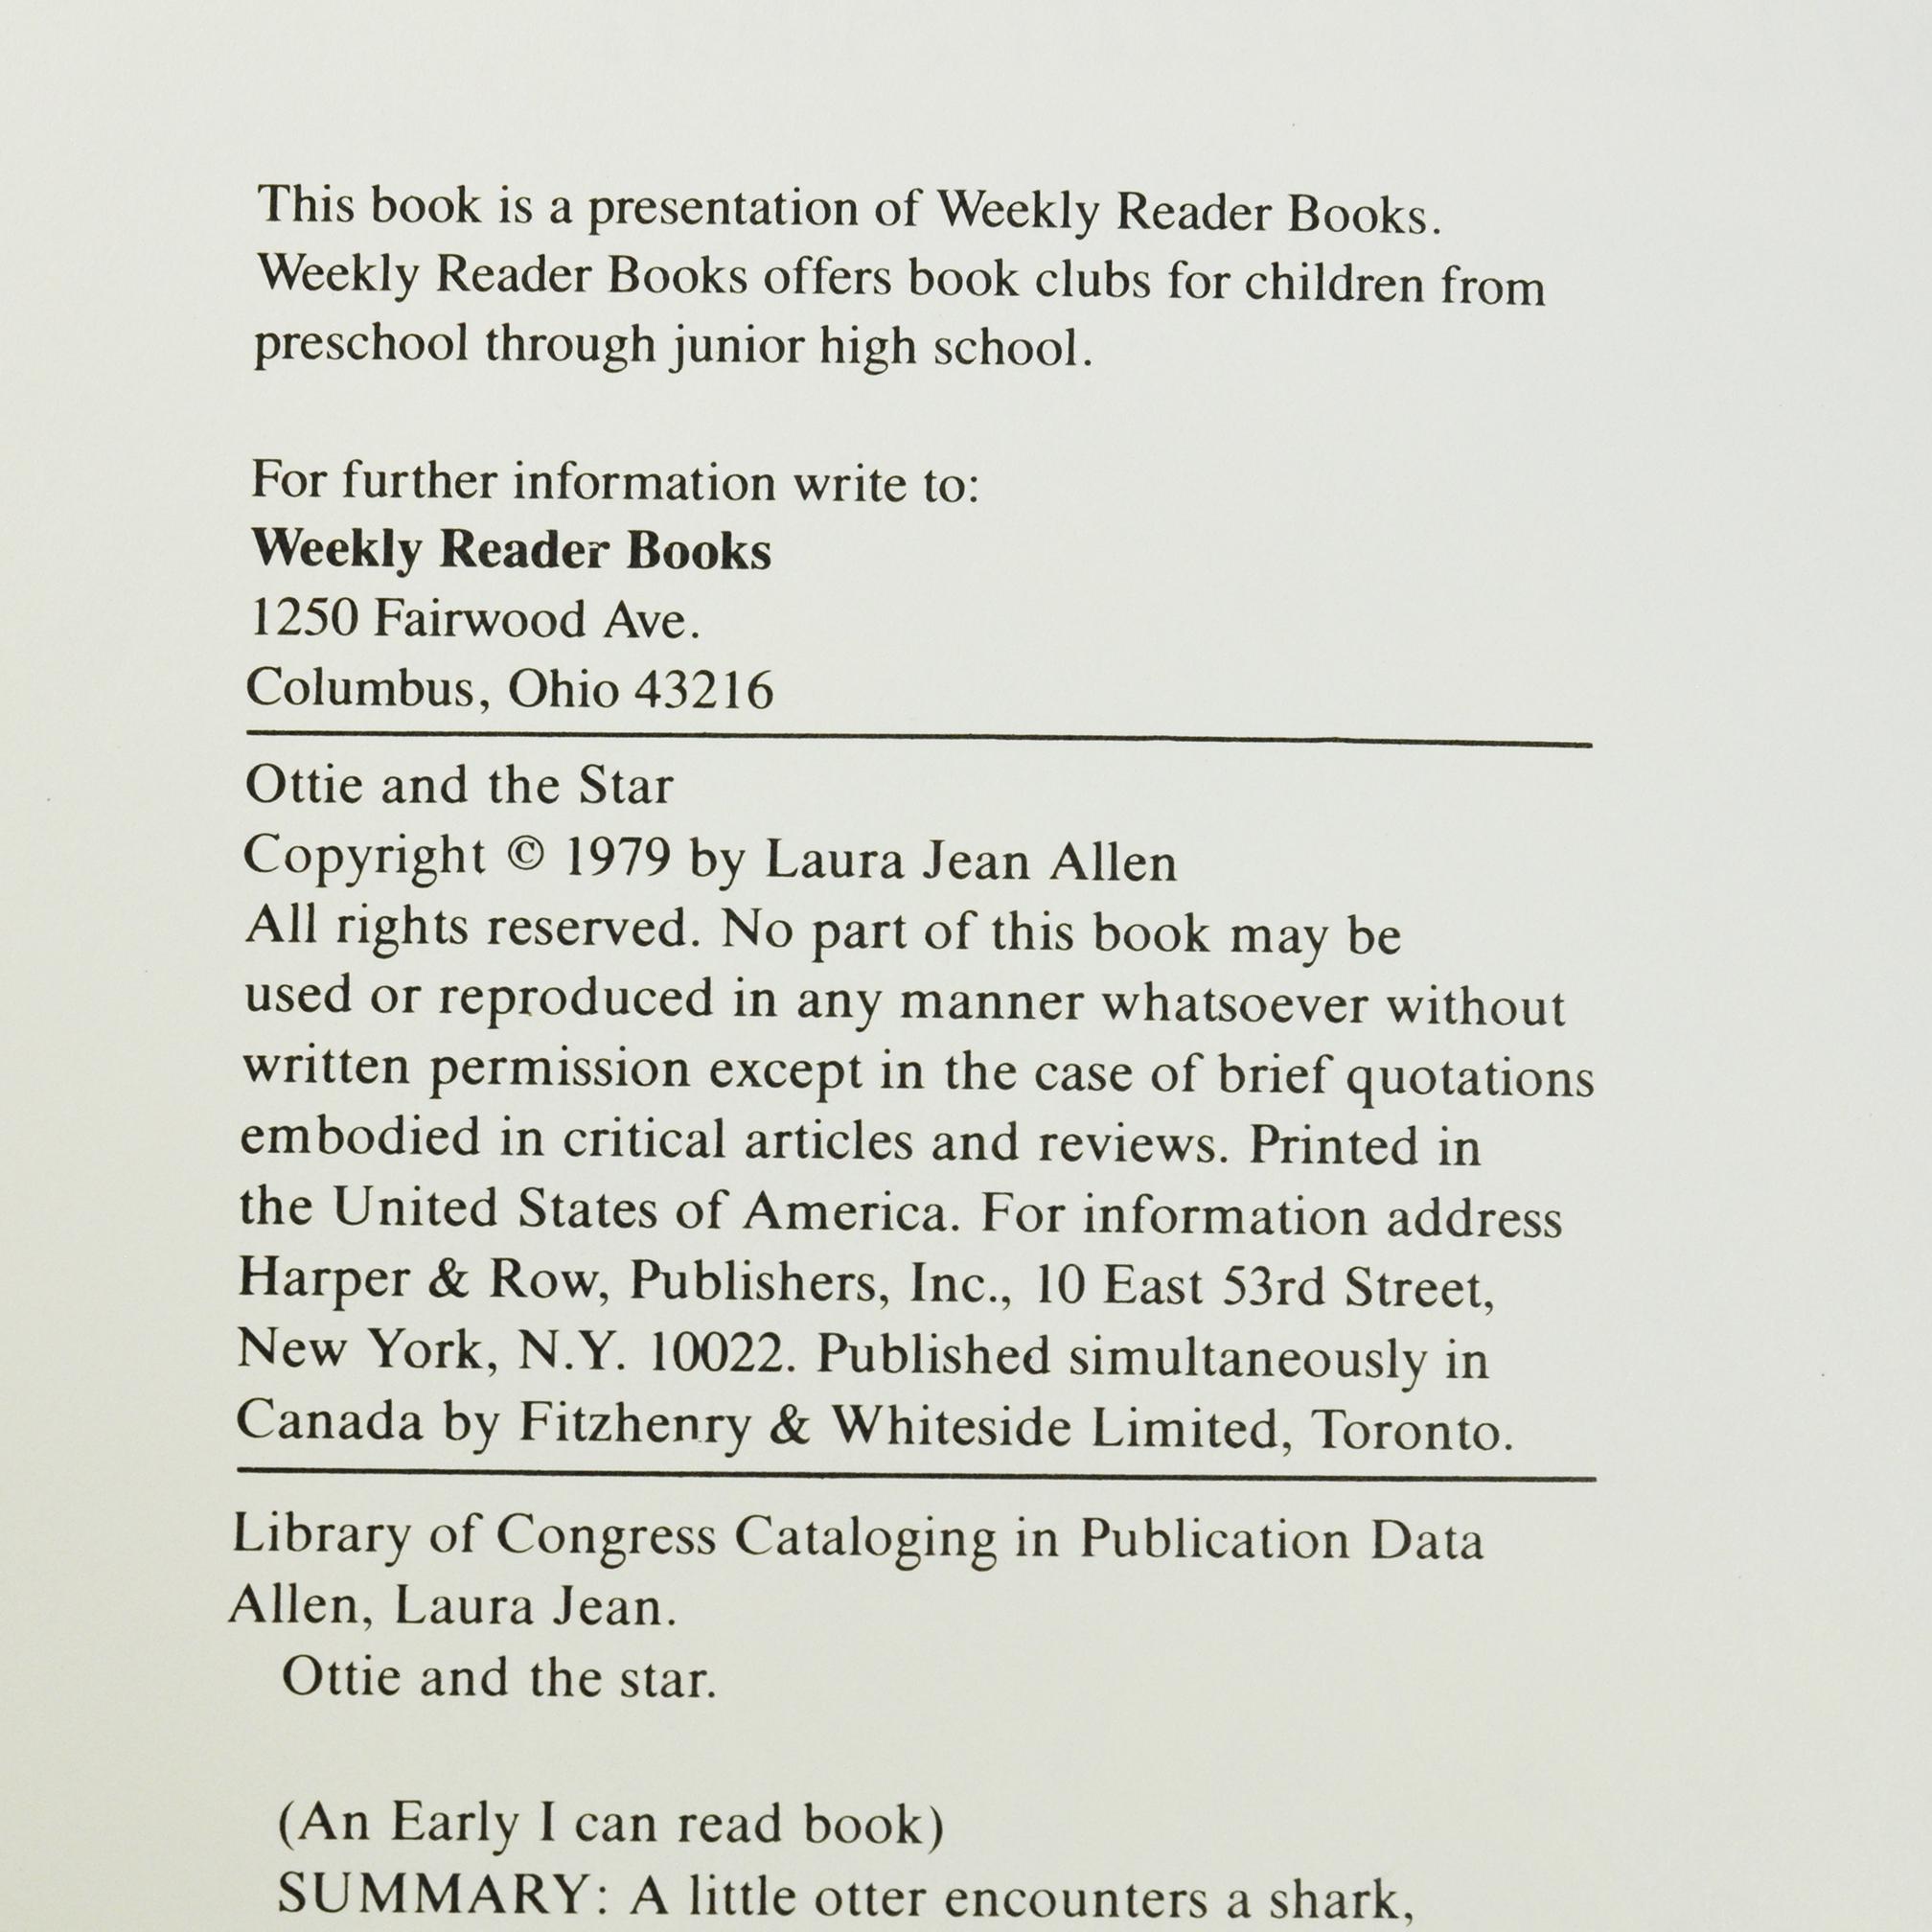 This book is a presentation of Weekly Reader Books.
Weekly Reader Books offers book clubs for children from
preschool through junior high school.
For further information write to:
Weekly Reader Books
1250 Fairwood Ave.
Columbus, Ohio 43216
Ottie and the Star
Copyright © 1979 by Laura Jean Allen
All rights reserved. No part of this book may be
used or reproduced in any manner whatsoever without
written permission except in the case of brief quotations
embodied in critical articles and reviews. Printed in
the United States of America. For information address
Harper & Row, Publishers, Inc., 10 East 53rd Street,
New York, N.Y. 10022. Published simultaneously in
Canada by Fitzhenry & Whiteside Limited, Toronto.
Library of Congress Cataloging in Publication Data
Allen, Laura Jean.
Ottie and the star.
(An Early I can read book)
SUMMARY: A little otter encounters a shark,